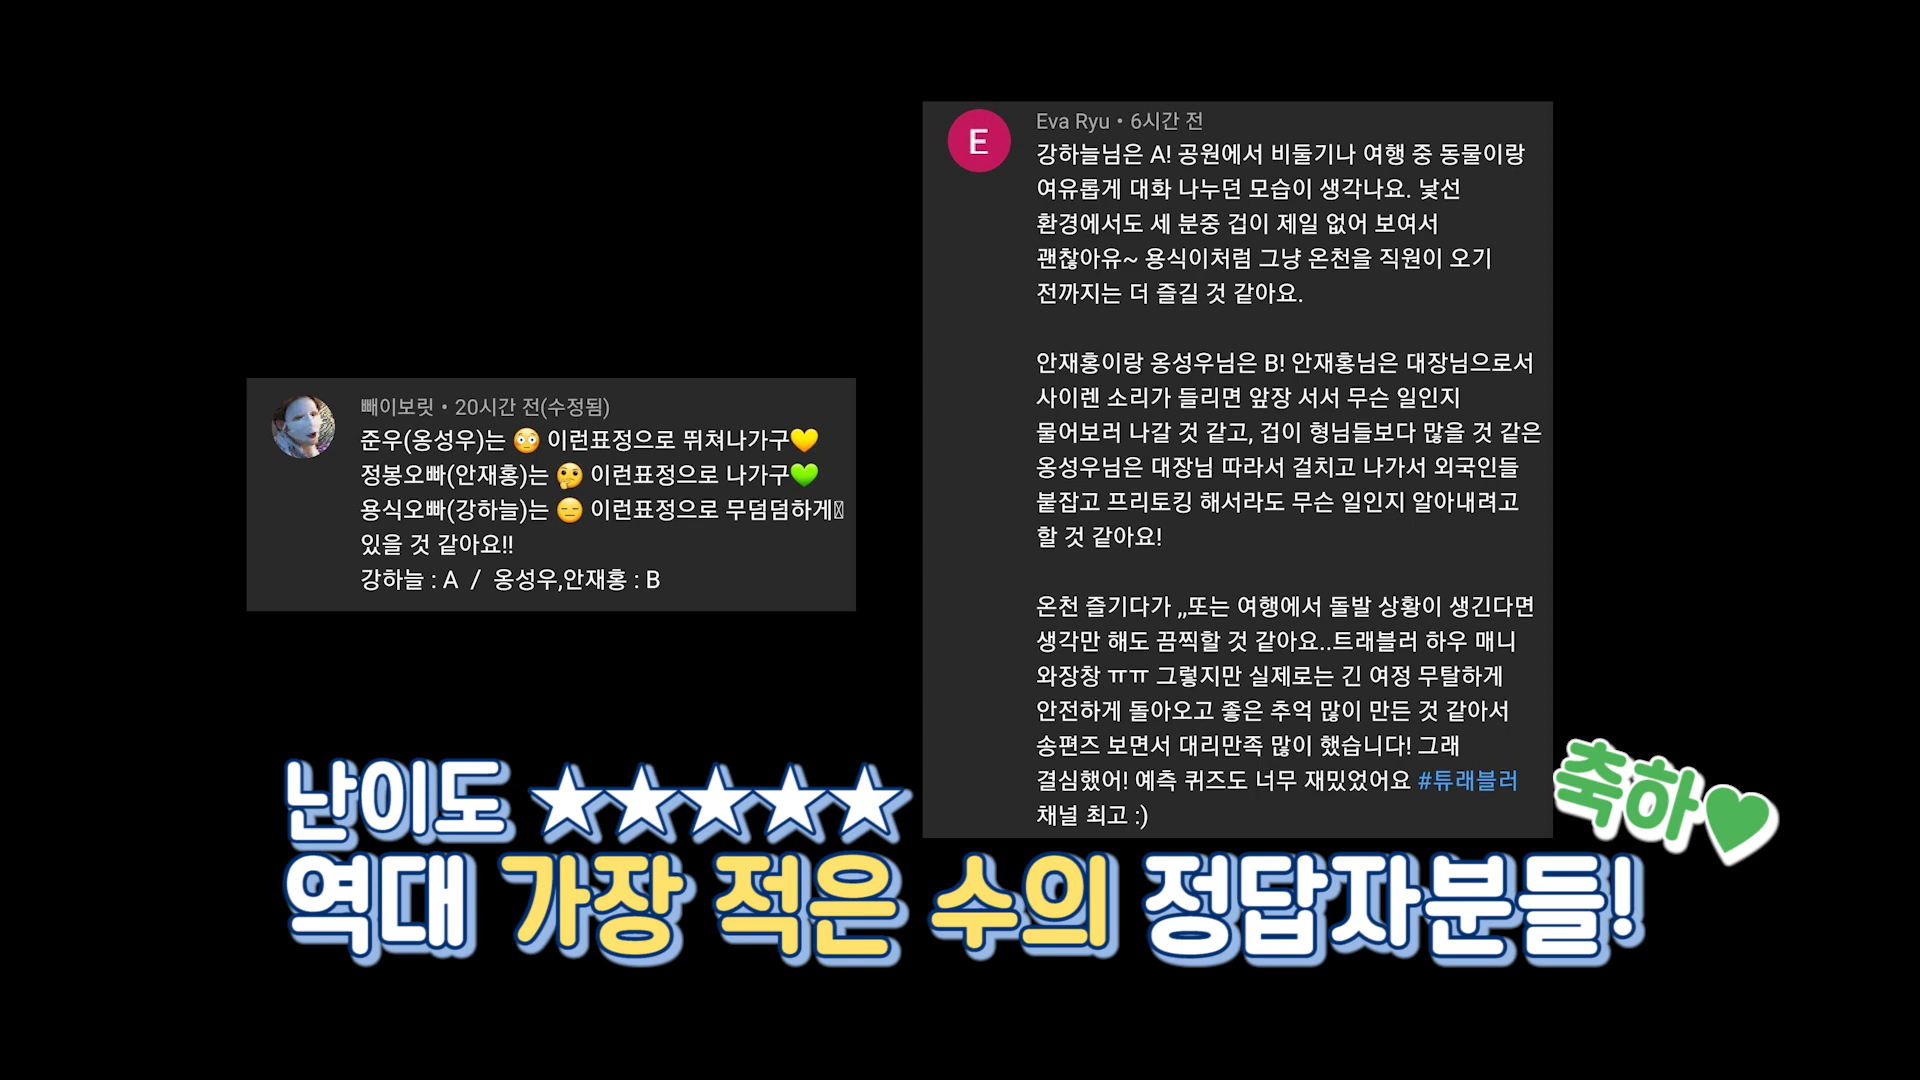 빼이보릿 • 20시간 전(수정됨)
준우(옹성우)는 😳 이런표정으로 뛰쳐나가구💛
정봉오빠(안재홍)는 🤔 이런표정으로 나가구💚
용식오빠(강하늘)는 😑 이런표정으로 무덤덤하게
있을 것 같아요!!
강하늘 : A / 옹성우,안재홍 : B
E
Eva Ryu • 6시간 전
강하늘님은 A! 공원에서 비둘기나 여행 중 동물이랑
여유롭게 대화 나누던 모습이 생각나요. 낯선
환경에서도 세 분중 겁이 제일 없어 보여서
괜찮아유~ 용식이처럼 그냥 온천을 직원이 오기
전까지는 더 즐길 것 같아요.
안재홍이랑 옹성우님은 B! 안재홍님은 대장님으로서
사이렌 소리가 들리면 앞장 서서 무슨 일인지
물어보러 나갈 것 같고, 겁이 형님들보다 많을 것 같은
옹성우님은 대장님 따라서 걸치고 나가서 외국인들
붙잡고 프리토킹 해서라도 무슨 일인지 알아내려고
할 것 같아요!
온천 즐기다가 ,,또는 여행에서 돌발 상황이 생긴다면
생각만 해도 끔찍할 것 같아요..트래블러 하우 매니
와장창 ㅠㅠ 그렇지만 실제로는 긴 여정 무탈하게
안전하게 돌아오고 좋은 추억 많이 만든 것 같아서
송편즈 보면서 대리만족 많이 했습니다! 그래
결심했어! 예측 퀴즈도 너무 재밌었어요 #튜래블러
채널 최고 :)
축하♥
난이도 ★★★★★
역대 가장 적은 수의 정답자분들!